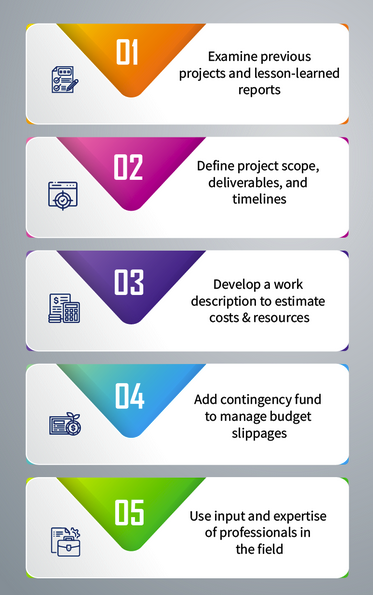 01
Examine previous
projects and lesson-learned
reports
02
Define project scope,
deliverables, and
timelines
03
Develop a work
description to estimate
costs & resources
04
Add contingency fund
to manage budget
slippages
05
Use input and expertise
of professionals in
the field